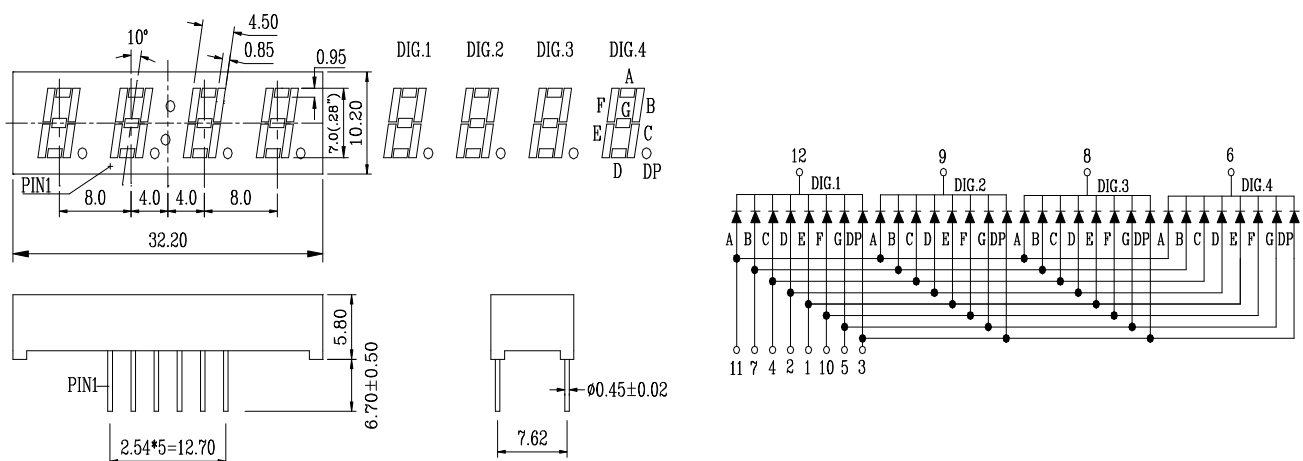 10°
4.50
0.85
0.95
7.0(.28")
10.20
PIN1
8.0 4.0 4.0 8.0
32.20
DIG.1 DIG.2 DIG.3 DIG.4
A
F G B
E C
D DP
5.80
PIN1
6.70±0.50
2.54*5=12.70
ø0.45±0.02
7.62
12 9 8 6
DIG.1 DIG.2 DIG.3 DIG.4
A B C D E F G DP A B C D E F G DP A B C D E F G DP A B C D E F G DP
11 7 4 2 1 10 5 3